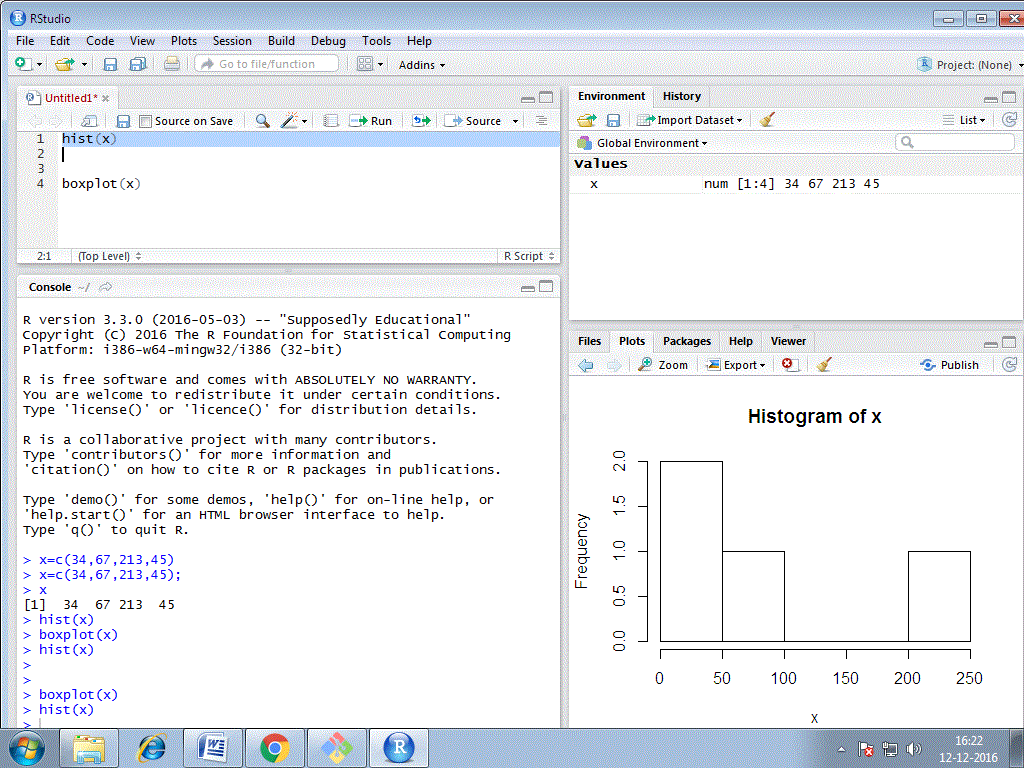 RStudio
File Edit Code View Plots Session Build Debug Tools Help
Go to file/function Addins Project: (None)
Untitled1*
Source on Save Run Source
1 hist(x)
2
3
4 boxplot(x)
2:1 (Top Level) R Script
Console ~/
R version 3.3.0 (2016-05-03) -- "Supposedly Educational"
Copyright (C) 2016 The R Foundation for Statistical Computing
Platform: i386-w64-mingw32/i386 (32-bit)
R is free software and comes with ABSOLUTELY NO WARRANTY.
You are welcome to redistribute it under certain conditions.
Type 'license()' or 'licence()' for distribution details.
R is a collaborative project with many contributors.
Type 'contributors()' for more information and
'citation()' on how to cite R or R packages in publications.
Type 'demo()' for some demos, 'help()' for on-line help, or
'help.start()' for an HTML browser interface to help.
Type 'q()' to quit R.
> x=c(34,67,213,45)
> x=c(34,67,213,45);
> x
[1] 34 67 213 45
> hist(x)
> boxplot(x)
> hist(x)
>
>
> boxplot(x)
> hist(x)
>
Environment History
Import Dataset List
Global Environment
Values
x num [1:4] 34 67 213 45
Files Plots Packages Help Viewer
Zoom Export Publish
Histogram of x
Frequency
2.0
1.5
1.0
0.5
0.0
0 50 100 150 200 250
x
16:22
12-12-2016